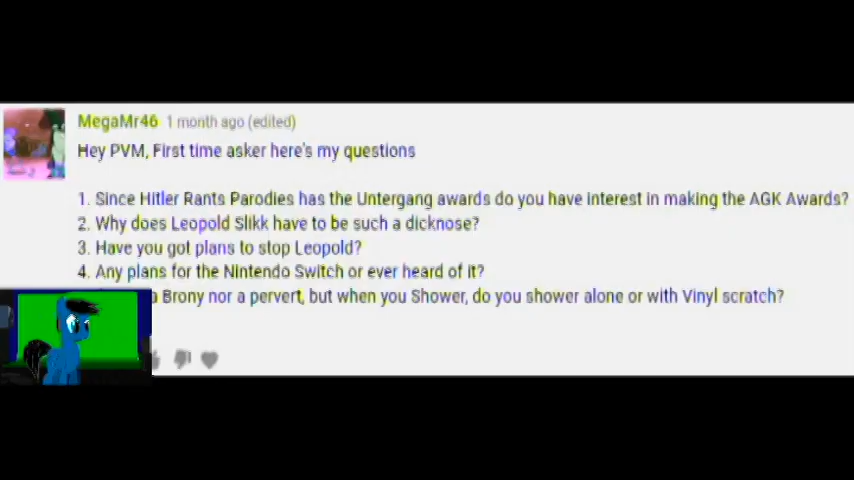 MegaMr46 1 month ago (edited)
Hey PVM, First time asker here's my questions
1. Since Hitler Rants Parodies has the Untergang awards do you have interest in making the AGK Awards?
2. Why does Leopold Slikk have to be such a dicknose?
3. Have you got plans to stop Leopold?
4. Any plans for the Nintendo Switch or ever heard of it?
a Brony nor a pervert, but when you Shower, do you shower alone or with Vinyl scratch?